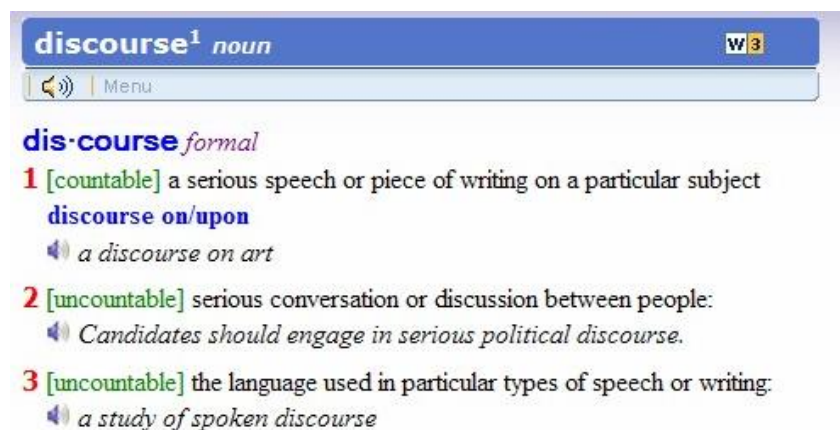 discourse¹ noun W3
Menu
dis·course formal
1 [countable] a serious speech or piece of writing on a particular subject
discourse on/upon
a discourse on art
2 [uncountable] serious conversation or discussion between people:
Candidates should engage in serious political discourse.
3 [uncountable] the language used in particular types of speech or writing:
a study of spoken discourse